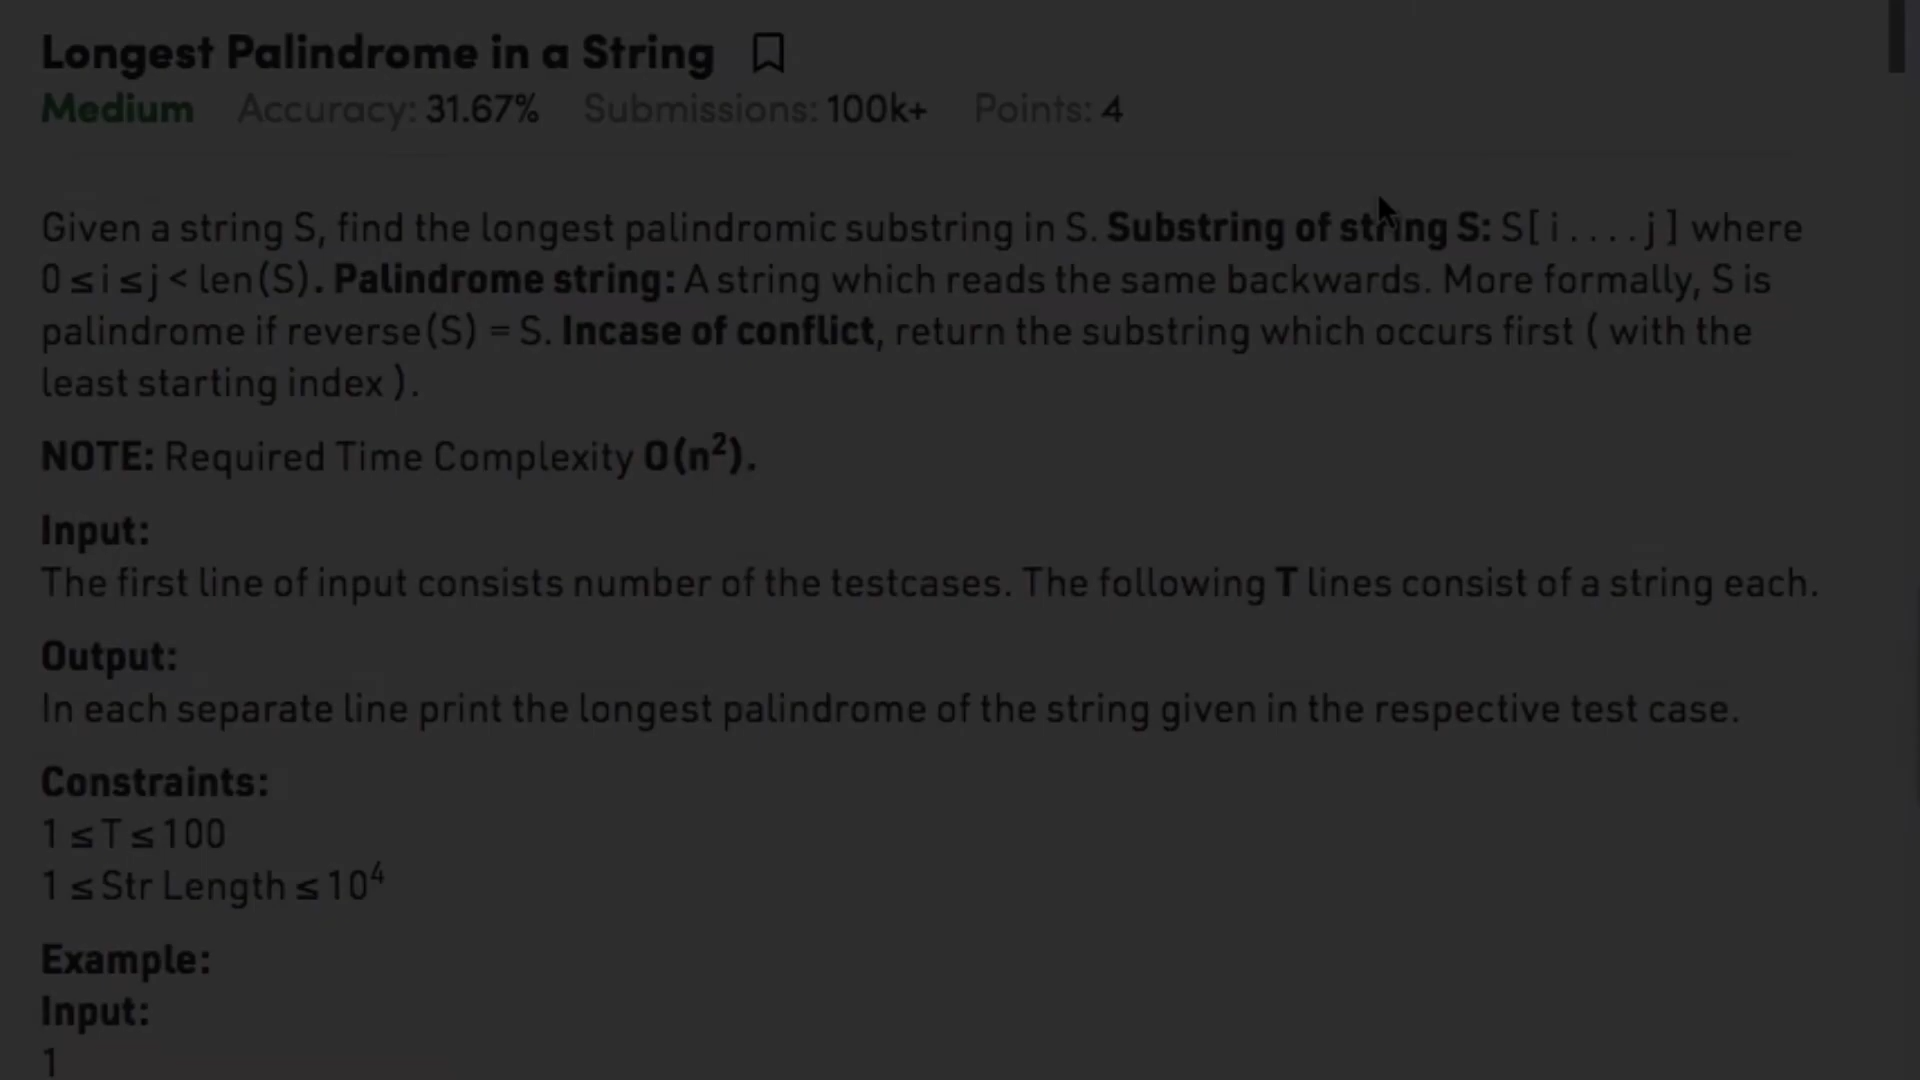 Longest Palindrome in a String
Medium Accuracy: 31.67% Submissions: 100k+ Points: 4
Given a string S, find the longest palindromic substring in S. Substring of string S: S[ i . . . . j ] where
0 ≤ i ≤ j < len(S). Palindrome string: A string which reads the same backwards. More formally, S is
palindrome if reverse(S) = S. Incase of conflict, return the substring which occurs first ( with the
least starting index ).
NOTE: Required Time Complexity O(n²).
Input:
The first line of input consists number of the testcases. The following T lines consist of a string each.
Output:
In each separate line print the longest palindrome of the string given in the respective test case.
Constraints:
1 ≤ T ≤ 100
1 ≤ Str Length ≤ 10⁴
Example:
Input:
1